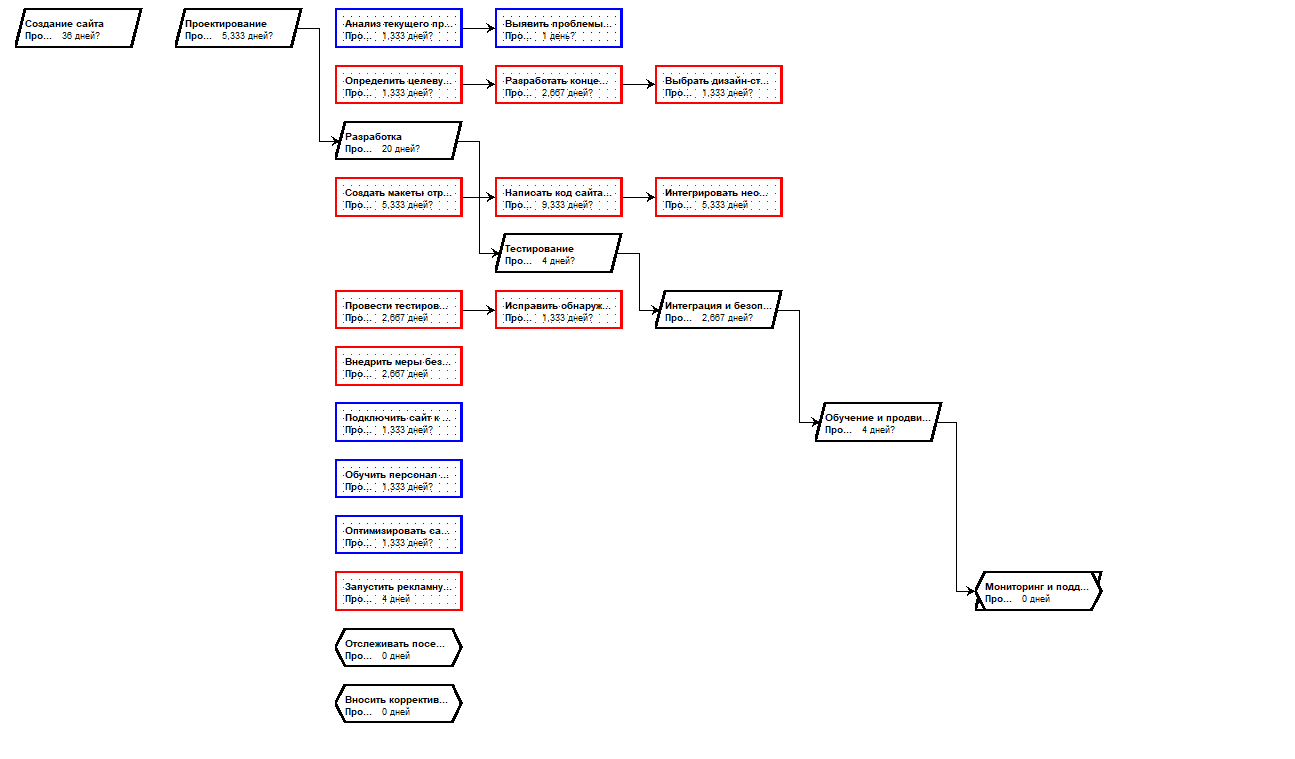 Создание сайта
Про... 36 дней?
Проектирование
Про... 5,333 дней?
Анализ текущего пр...
Про... 1,333 дней?
Выявить проблемы...
Про... 1 день?
Определить целеву...
Про... 1,333 дней?
Разработать конце...
Про... 2,667 дней?
Выбрать дизайн-ст...
Про... 1,333 дней?
Разработка
Про... 20 дней?
Создать макеты стр...
Про... 5,333 дней?
Написать код сайта...
Про... 9,333 дней?
Интегрировать нео...
Про... 5,333 дней
Тестирование
Про... 4 дней?
Провести тестиров...
Про... 2,667 дней
Исправить обнаруж...
Про... 1,333 дней?
Интеграция и безоп...
Про... 2,667 дней?
Внедрить меры без...
Про... 2,667 дней
Подключить сайт к ...
Про... 1,333 дней?
Обучение и продви...
Про... 4 дней?
Обучить персонал ...
Про... 1,333 дней?
Оптимизировать са...
Про... 1,333 дней?
Запустить рекламну...
Про... 4 дней
Мониторинг и подд...
Про... 0 дней
Отслеживать посе...
Про... 0 дней
Вносить корректив...
Про... 0 дней